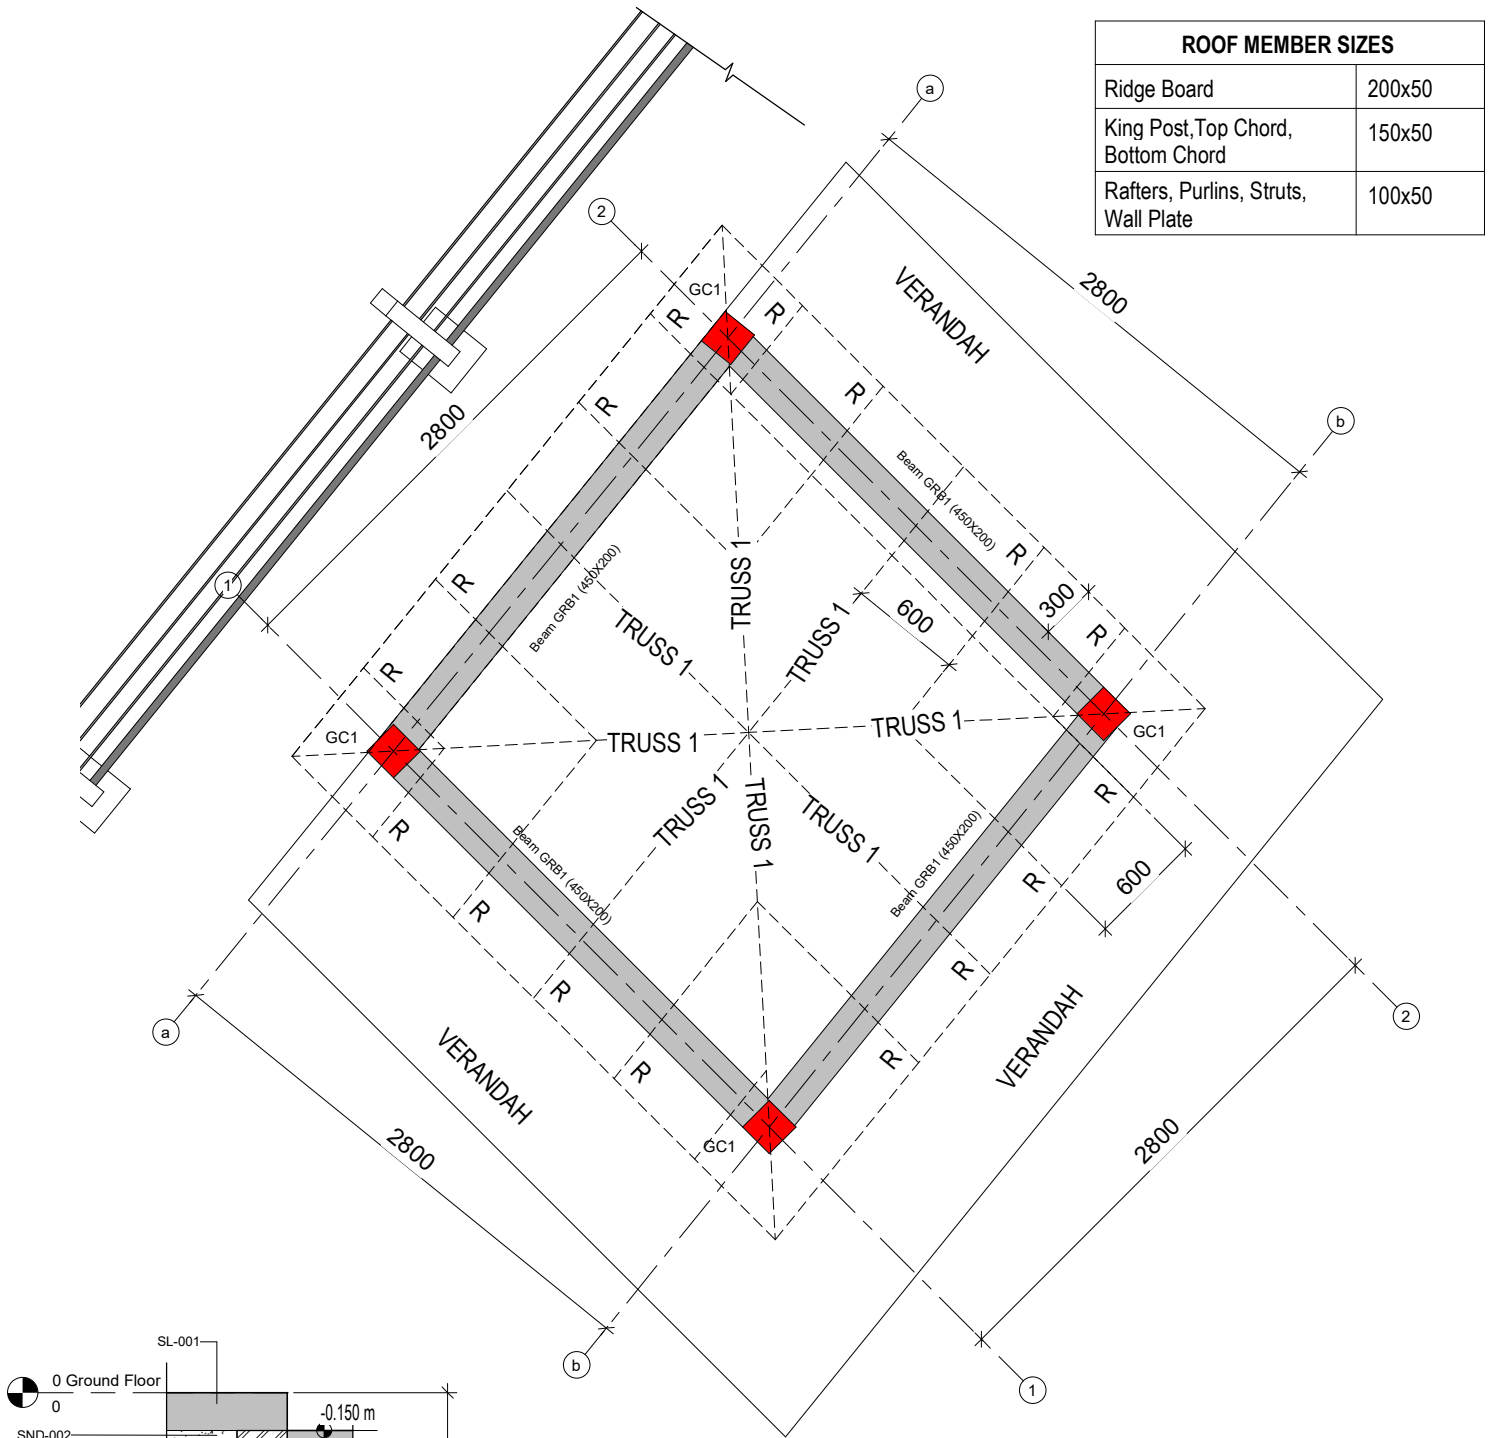 ROOF MEMBER SIZES
Ridge Board 200x50
King Post,Top Chord, 150x50
Bottom Chord
Rafters, Purlins, Struts, 100x50
Wall Plate
a
2
2800
GC1
R
R
VERANDAH
2800
R
R
b
Beam GRB1 (450X200)
R
1
R
Beam GRB1 (450X200)
TRUSS 1
300
600
R
TRUSS 1
TRUSS 1
R
GC1
TRUSS 1
TRUSS 1
GC1
R
TRUSS 1
TRUSS 1
TRUSS 1
R
Beam GRB1 (450X200)
Beam GRB1 (450X200)
R
600
R
R
R
a
VERANDAH
R
R
VERANDAH
2
2800
GC1
2800
b
1
SL-001
0 Ground Floor
0
-0.150 m
SND-002